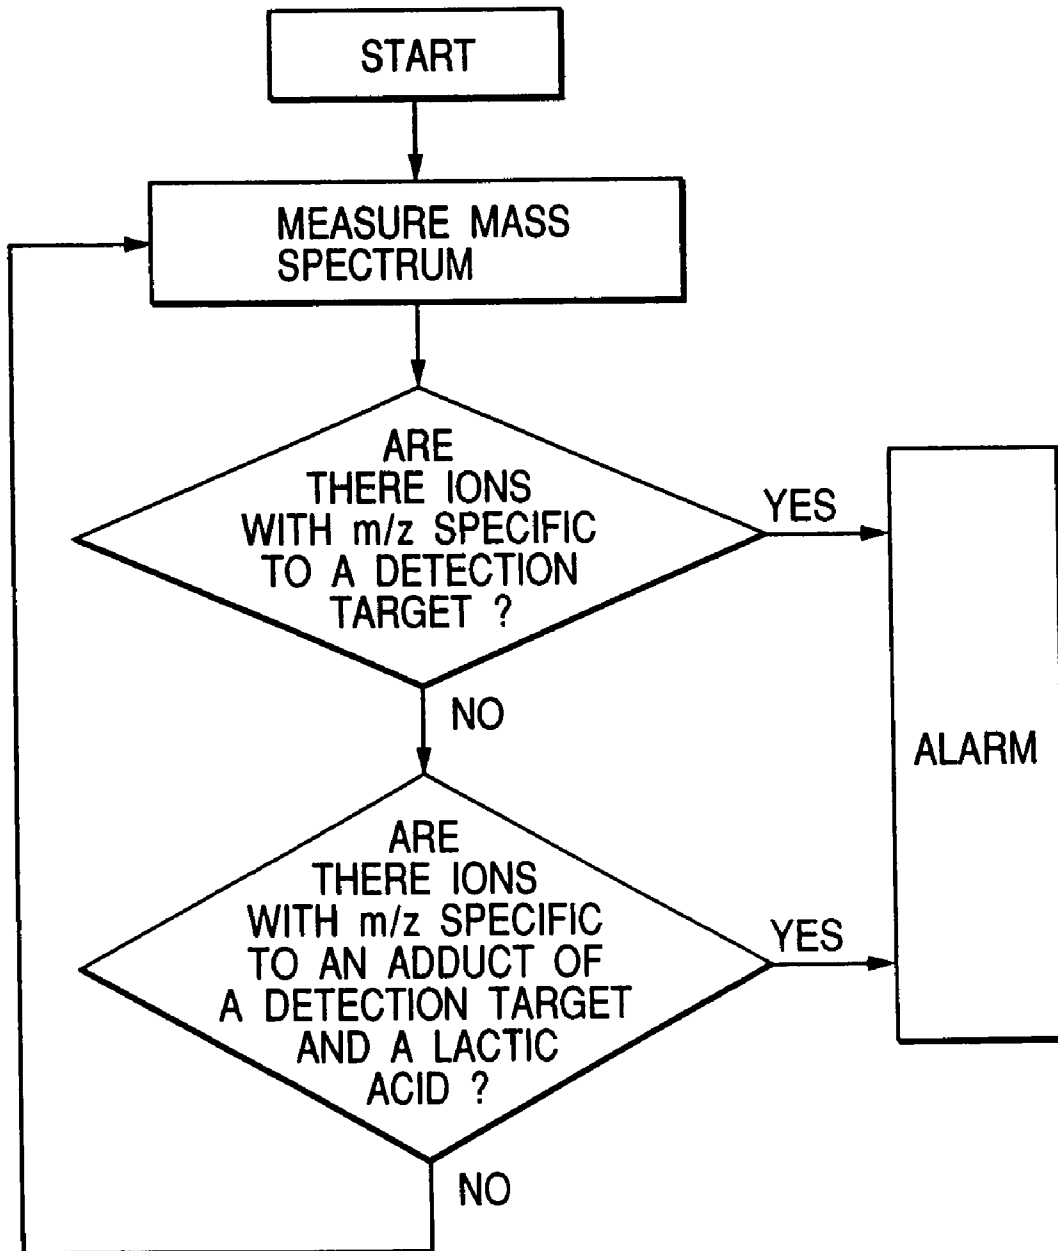 START
MEASURE MASS
SPECTRUM
ARE
THERE IONS
WITH m/z SPECIFIC
TO A DETECTION
TARGET ?
YES
NO
ALARM
ARE
THERE IONS
WITH m/z SPECIFIC
TO AN ADDUCT OF
A DETECTION TARGET
AND A LACTIC
ACID ?
YES
NO